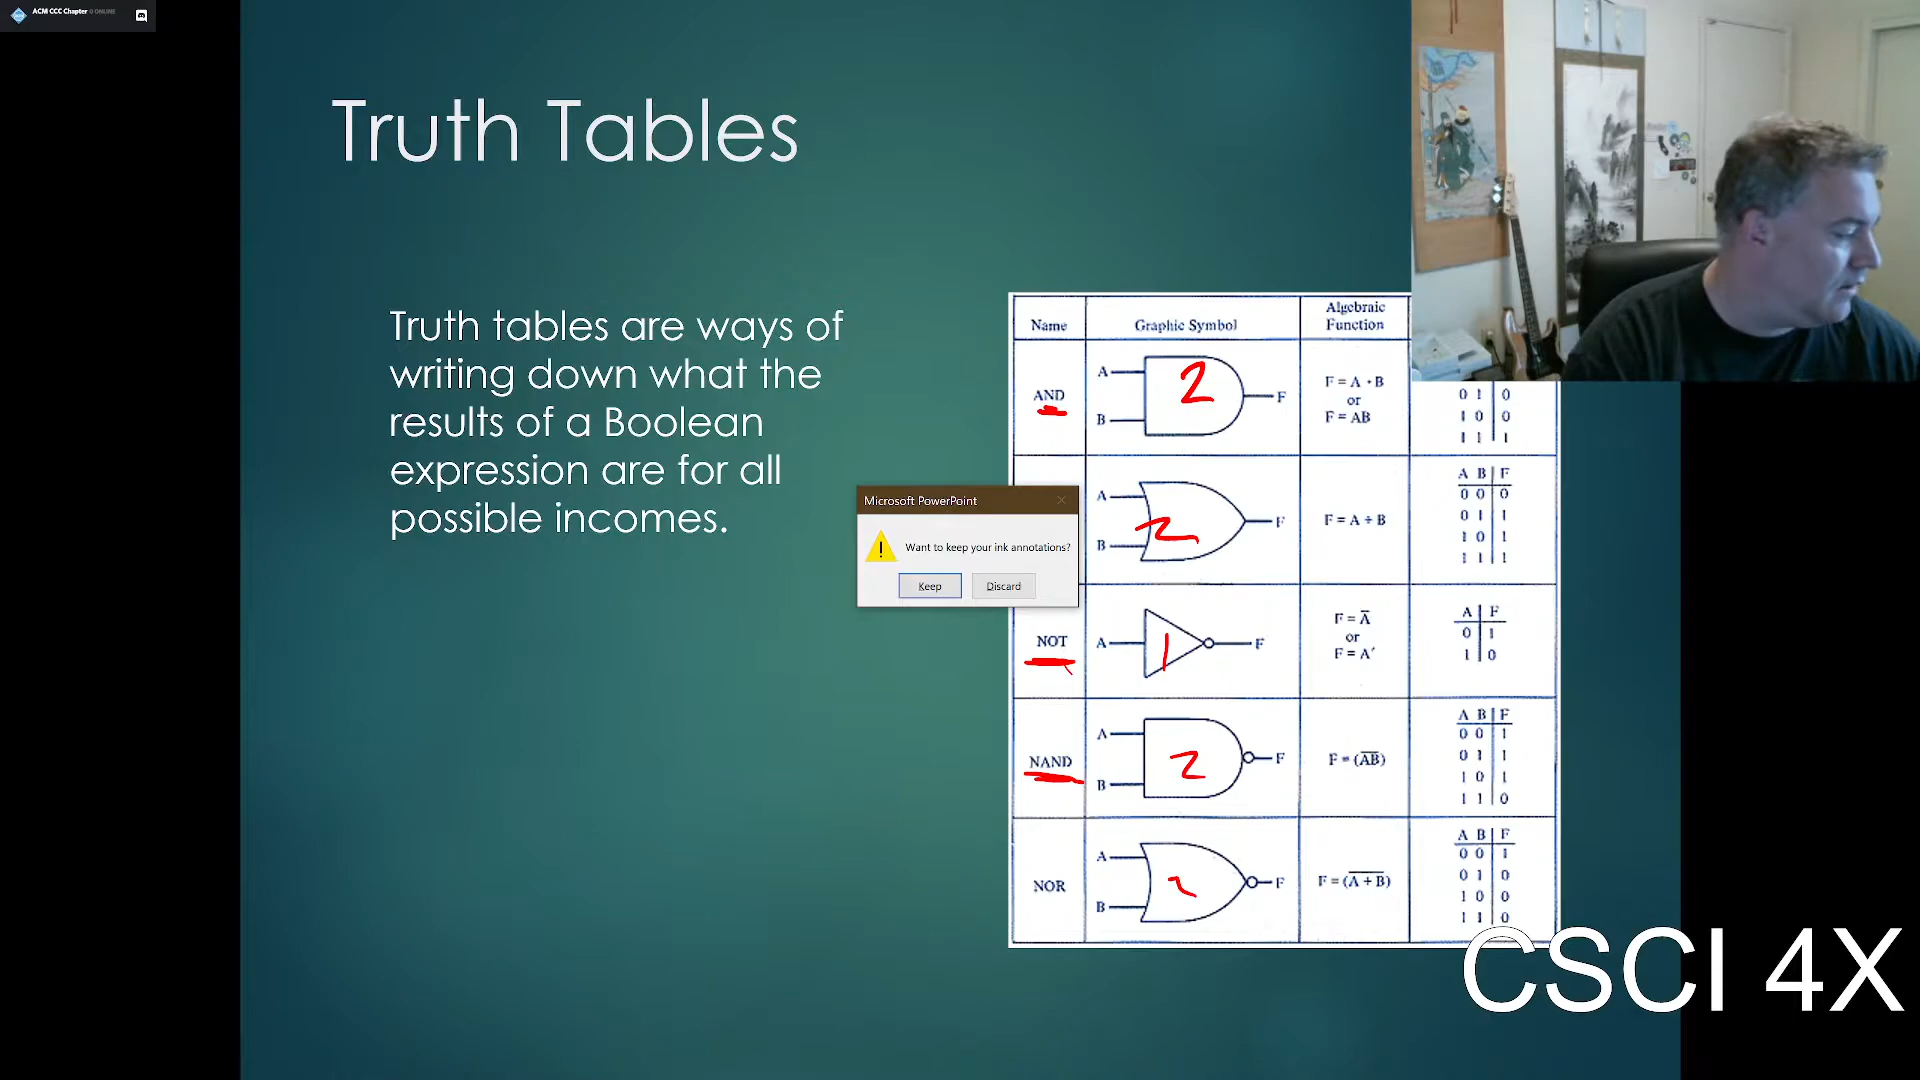 ACM CCC Chapter 0 ONLINE
Truth Tables
Truth tables are ways of
writing down what the
results of a Boolean
expression are for all
possible incomes.
Name Graphic Symbol Algebraic
Function
AND A B F 2 F = A · B
or
F = AB
0 1 0
1 0 0
1 1 1
A B F 2 F = A + B
A B F
0 0 0
0 1 1
1 0 1
1 1 1
Microsoft PowerPoint
Want to keep your ink annotations?
Keep Discard
NOT A F 1 F = A̅
or
F = A′
A F
0 1
1 0
NAND A B F 2 F = (A̅B̅)
A B F
0 0 1
0 1 1
1 0 1
1 1 0
NOR A B F 2 F = (A̅ ̅+̅ ̅B̅)
A B F
0 0 1
0 1 0
1 0 0
1 1 0
CSCI 4X